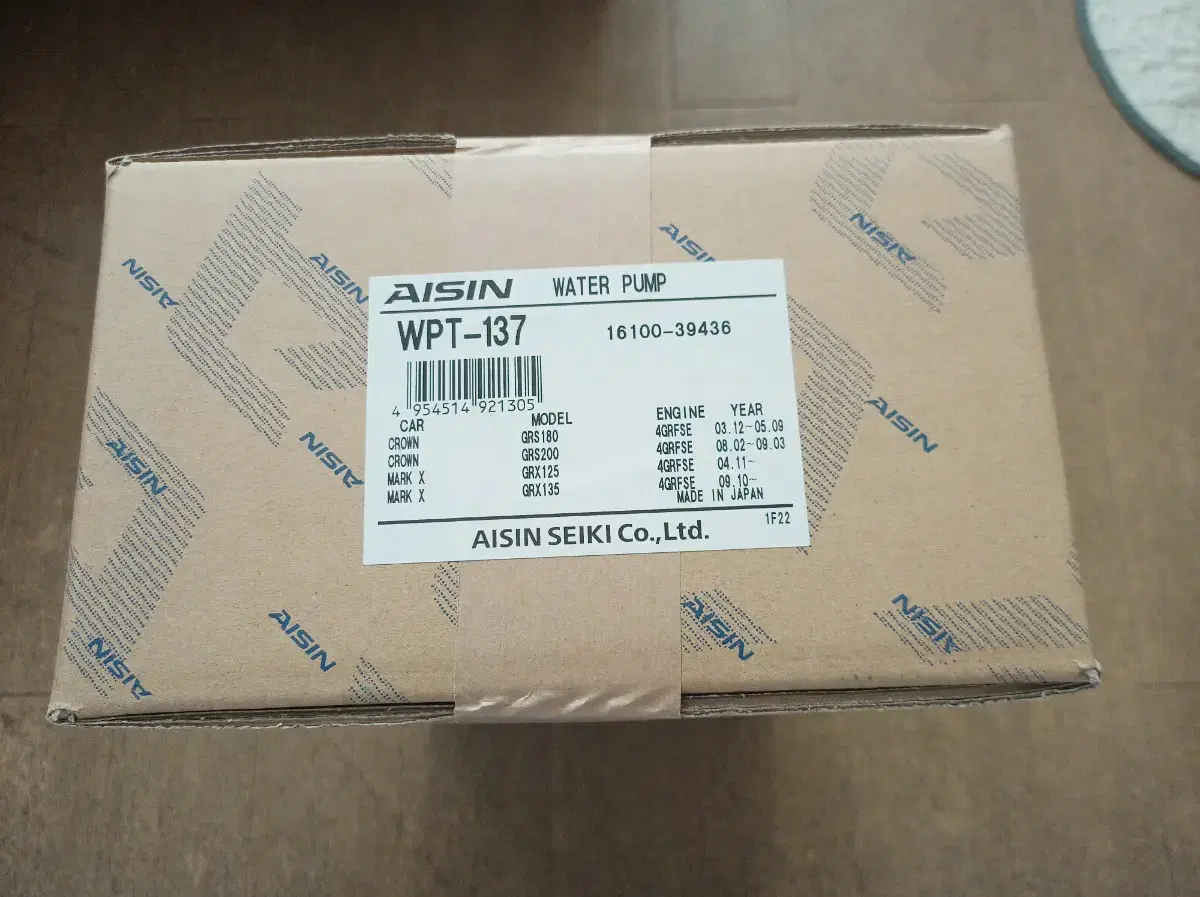 AISIN
AISIN
AISIN
AISIN
AISIN WATER PUMP
WPT-137 16100-39436
4 954514 921305
CAR MODEL ENGINE YEAR
CROWN GRS180 4GRFSE 03.12~05.09
CROWN GRS200 4GRFSE 08.02~09.03
MARK X GRX125 4GRFSE 04.11~
MARK X GRX135 4GRFSE 09.10~
MADE IN JAPAN
AISIN SEIKI Co.,Ltd. 1F22
AISIN
AISIN
AISIN
AISIN
AISIN
AISIN
AISIN